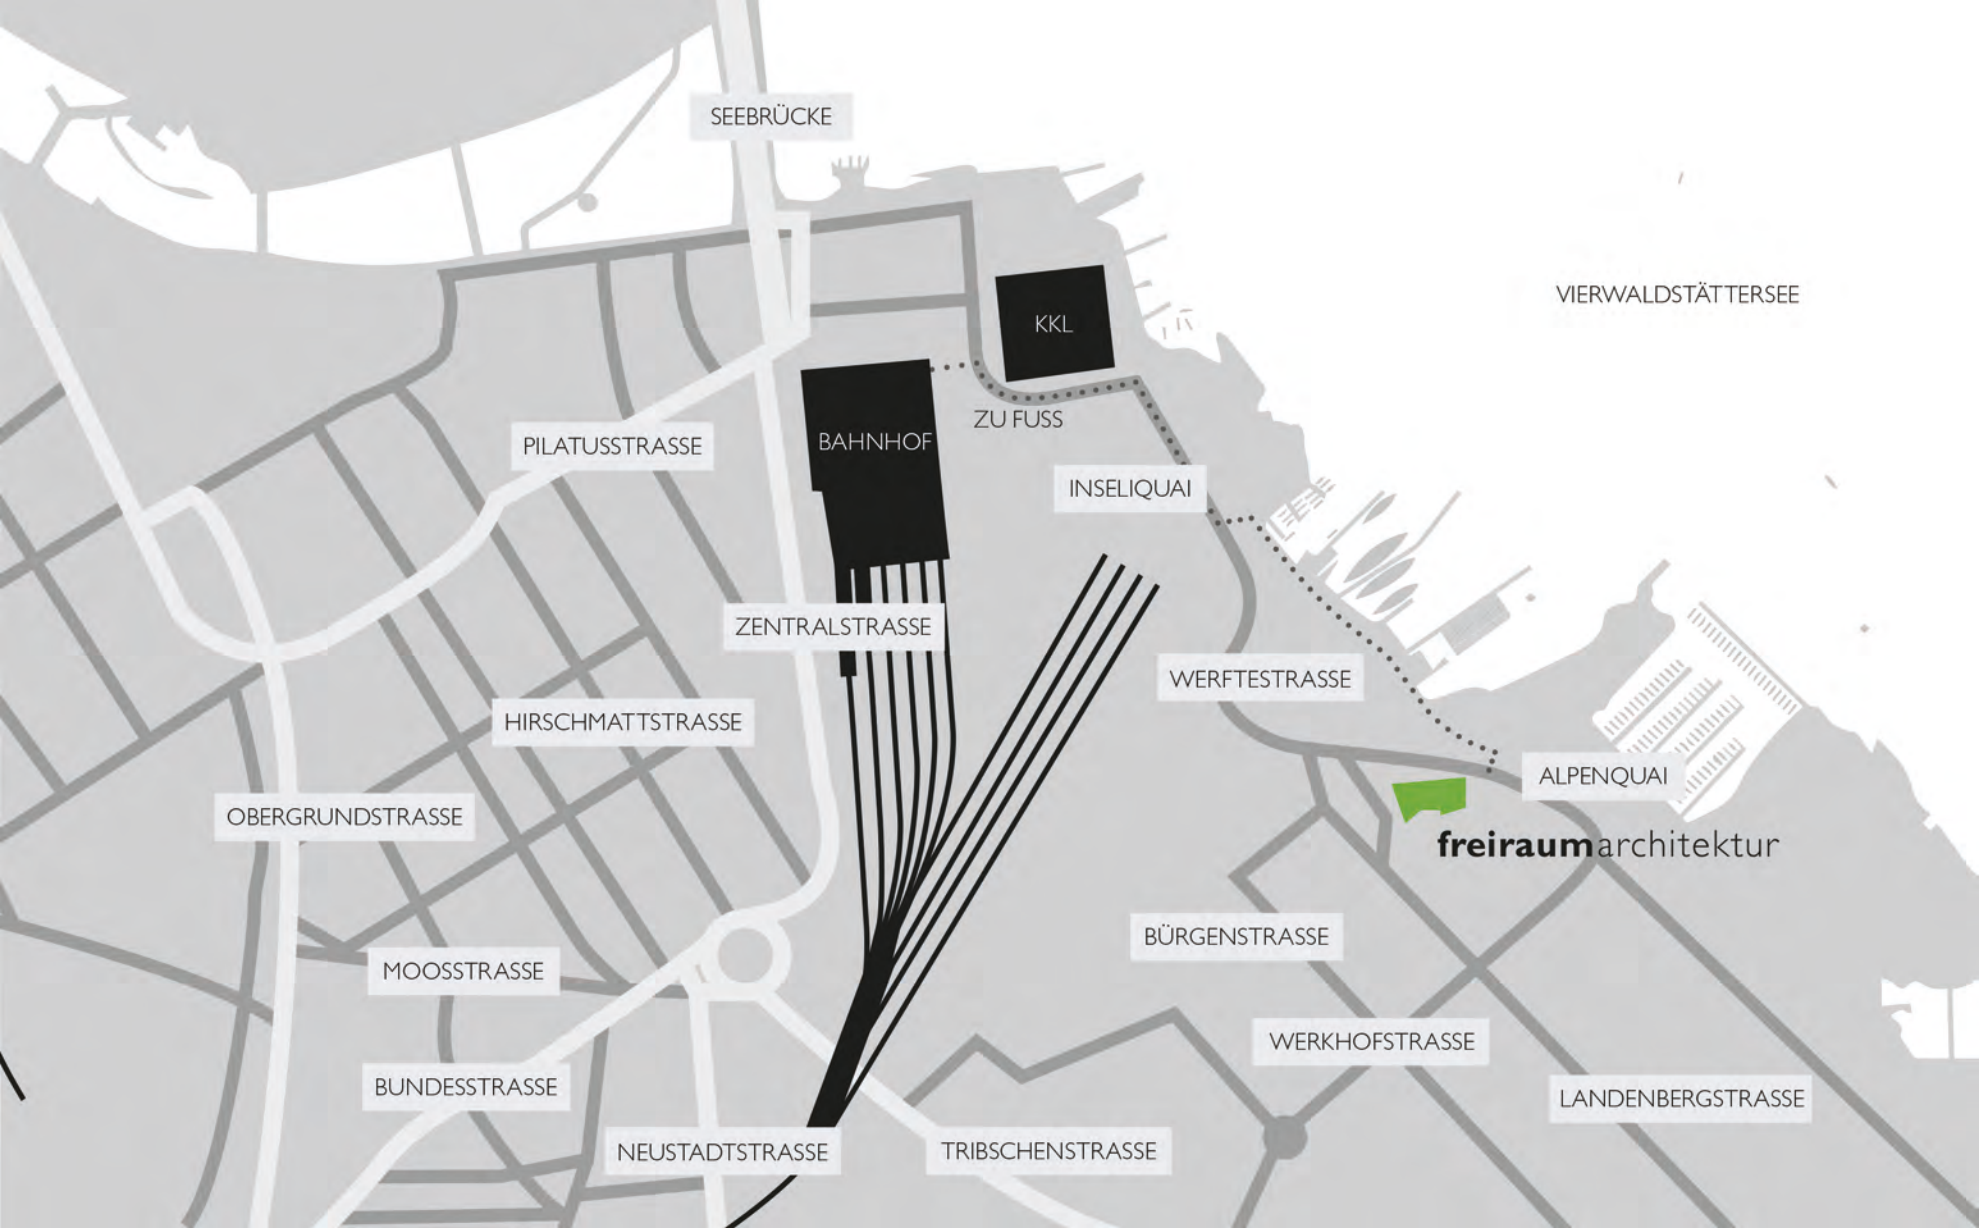 SEEBRÜCKE
VIERWALDSTÄTTERSEE
KKL
ZU FUSS
PILATUSSTRASSE
BAHNHOF
INSELIQUAI
ZENTRALSTRASSE
WERFTESTRASSE
HIRSCHMATTSTRASSE
ALPENQUAI
OBERGRUNDSTRASSE
freiraumarchitektur
BÜRGENSTRASSE
MOOSSTRASSE
WERKHOFSTRASSE
BUNDESSTRASSE
LANDENBERGSTRASSE
NEUSTADTSTRASSE
TRIBSCHENSTRASSE